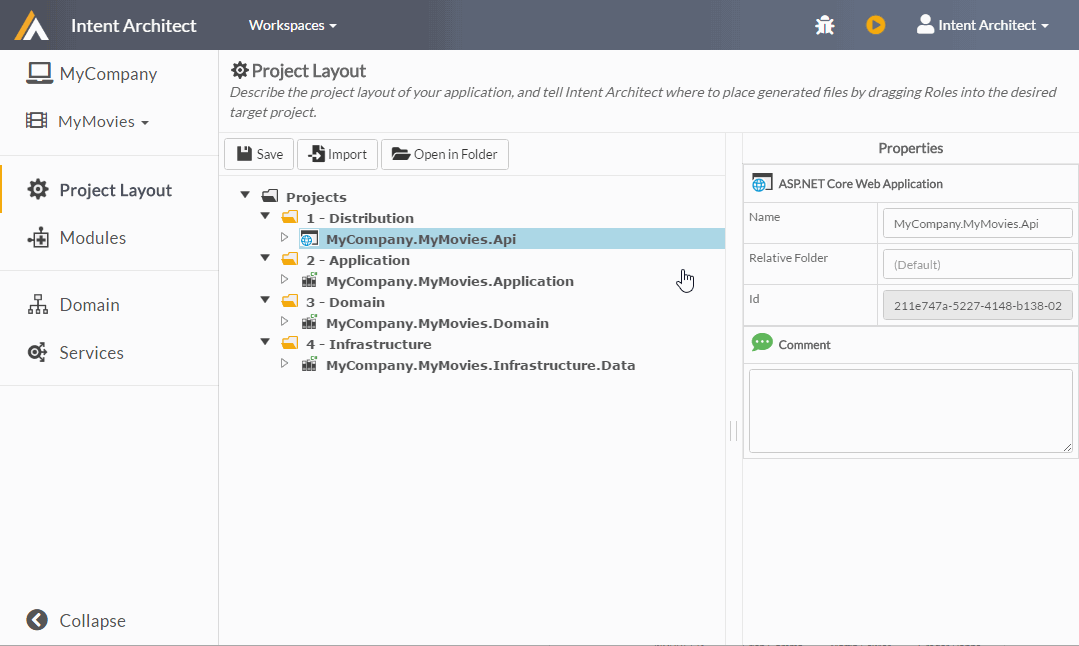 Intent Architect
Workspaces
Intent Architect
MyCompany
MyMovies
Project Layout
Modules
Domain
Services
Collapse
Project Layout
Describe the project layout of your application, and tell Intent Architect where to place generated files by dragging Roles into the desired
target project.
Save
Import
Open in Folder
Projects
1 - Distribution
MyCompany.MyMovies.Api
2 - Application
MyCompany.MyMovies.Application
3 - Domain
MyCompany.MyMovies.Domain
4 - Infrastructure
MyCompany.MyMovies.Infrastructure.Data
Properties
ASP.NET Core Web Application
Name
MyCompany.MyMovies.Api
Relative Folder
(Default)
Id
211e747a-5227-4148-b138-02
Comment